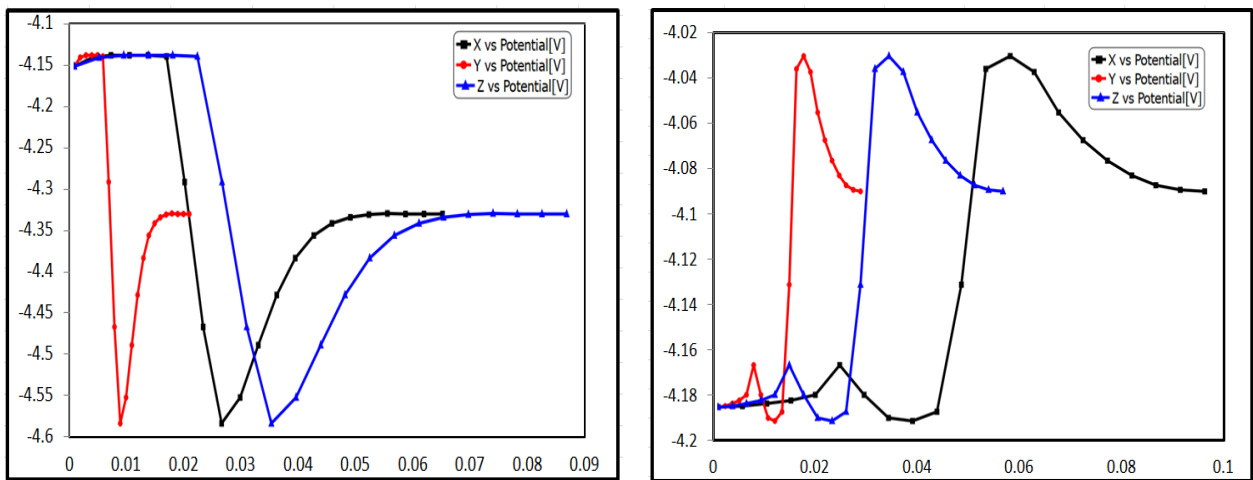 -4.1
-4.15
-4.2
-4.25
-4.3
-4.35
-4.4
-4.45
-4.5
-4.55
-4.6
0 0.01 0.02 0.03 0.04 0.05 0.06 0.07 0.08 0.09
X vs Potential[V]
Y vs Potential[V]
Z vs Potential[V]
-4.02
-4.04
-4.06
-4.08
-4.1
-4.12
-4.14
-4.16
-4.18
-4.2
0 0.02 0.04 0.06 0.08 0.1
X vs Potential[V]
Y vs Potential[V]
Z vs Potential[V]